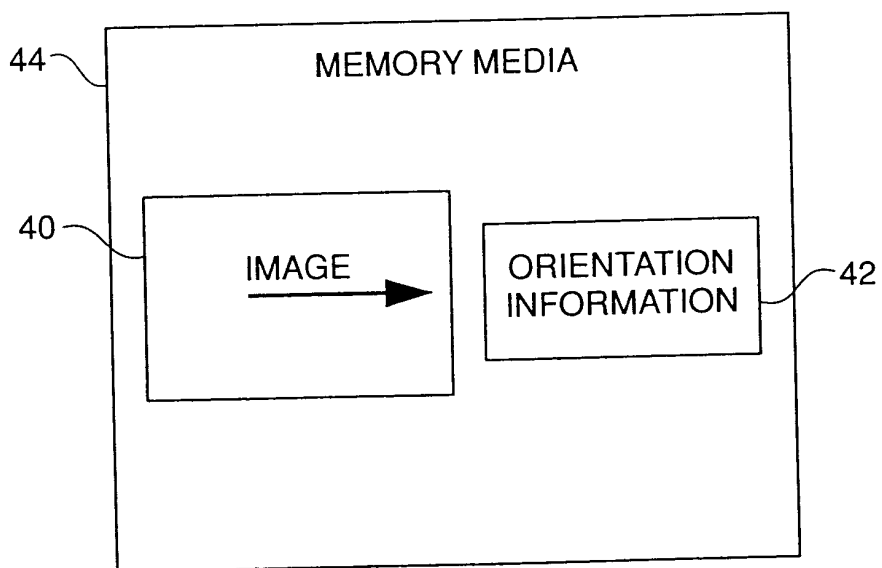 44
MEMORY MEDIA
40
IMAGE
ORIENTATION
INFORMATION
42